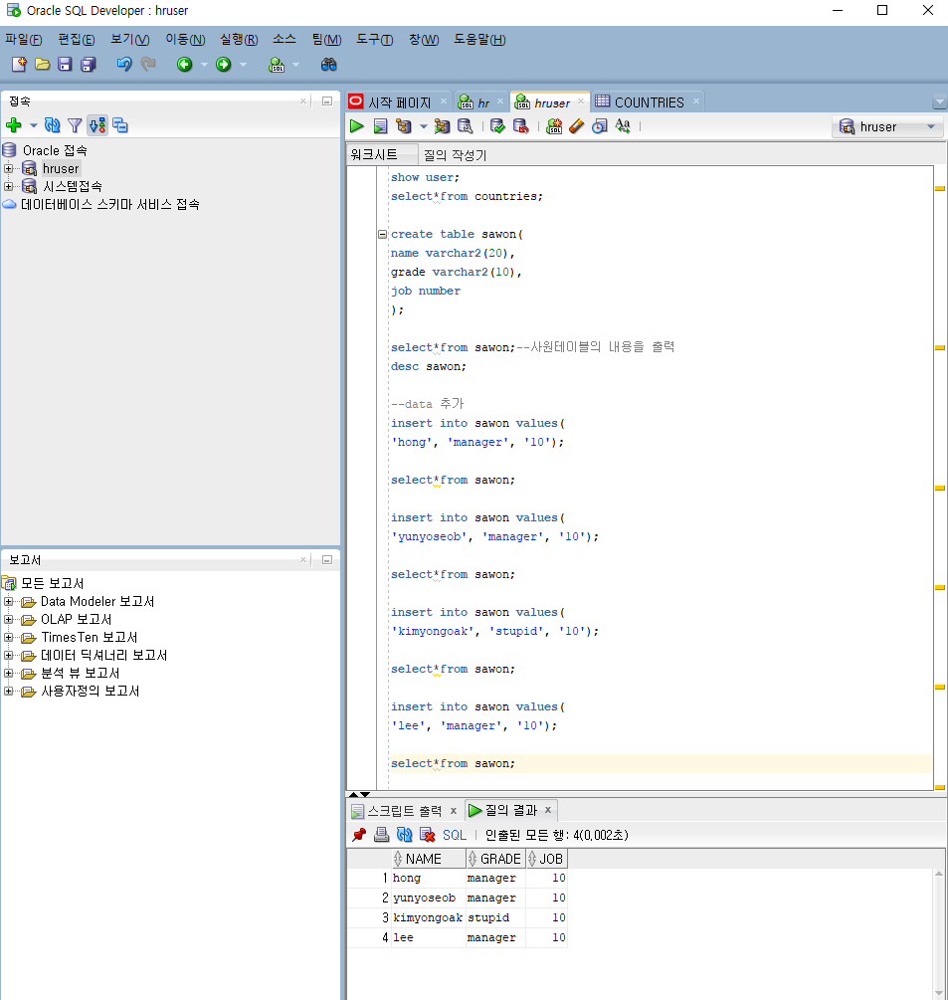 Oracle SQL Developer : hruser
파일(F) 편집(E) 보기(V) 이동(N) 실행(R) 소스 팀(M) 도구(T) 창(W) 도움말(H)
접속
Oracle 접속
hruser
시스템접속
데이터베이스 스키마 서비스 접속
보고서
모든 보고서
Data Modeler 보고서
OLAP 보고서
TimesTen 보고서
데이터 딕셔너리 보고서
분석 뷰 보고서
사용자정의 보고서
시작 페이지 hr hruser COUNTRIES
hruser
워크시트 질의 작성기
show user;
select*from countries;
create table sawon(
name varchar2(20),
grade varchar2(10),
job number
);
select*from sawon;--사원테이블의 내용을 출력
desc sawon;
--data 추가
insert into sawon values(
'hong', 'manager', '10');
select*from sawon;
insert into sawon values(
'yunyoseob', 'manager', '10');
select*from sawon;
insert into sawon values(
'kimyongoak', 'stupid', '10');
select*from sawon;
insert into sawon values(
'lee', 'manager', '10');
select*from sawon;
스크립트 출력 x 질의 결과 x
SQL | 인출된 모든 행: 4(0,002초)
NAME GRADE JOB
1 hong manager 10
2 yunyoseob manager 10
3 kimyongoak stupid 10
4 lee manager 10